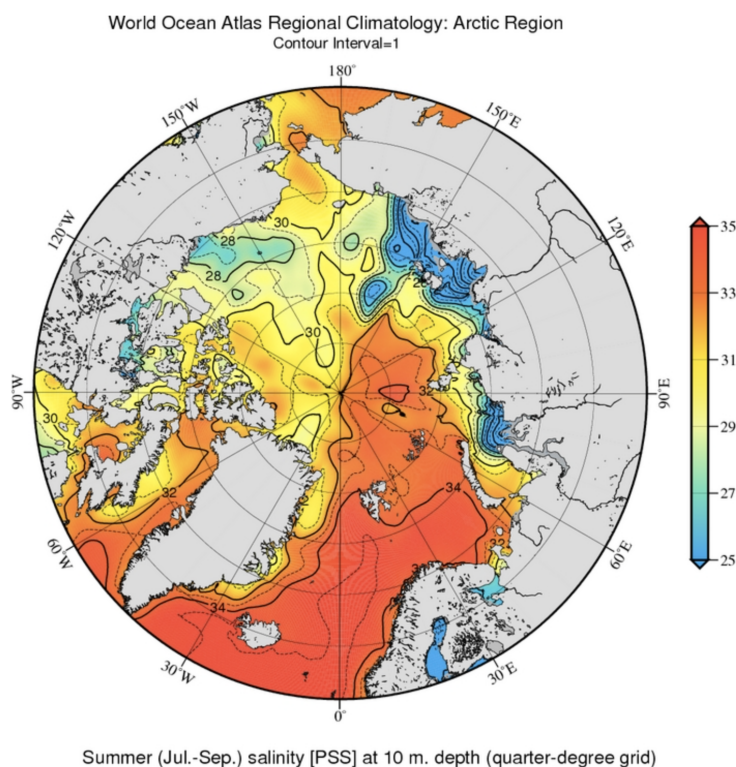 World Ocean Atlas Regional Climatology: Arctic Region
Contour Interval=1
180°
150°W
150°E
120°W
120°E
90°W
90°E
60°W
60°E
30°W
30°E
0°
30
28
28
30
32
30
32
34
34
35
33
31
29
27
25
Summer (Jul.-Sep.) salinity [PSS] at 10 m. depth (quarter-degree grid)